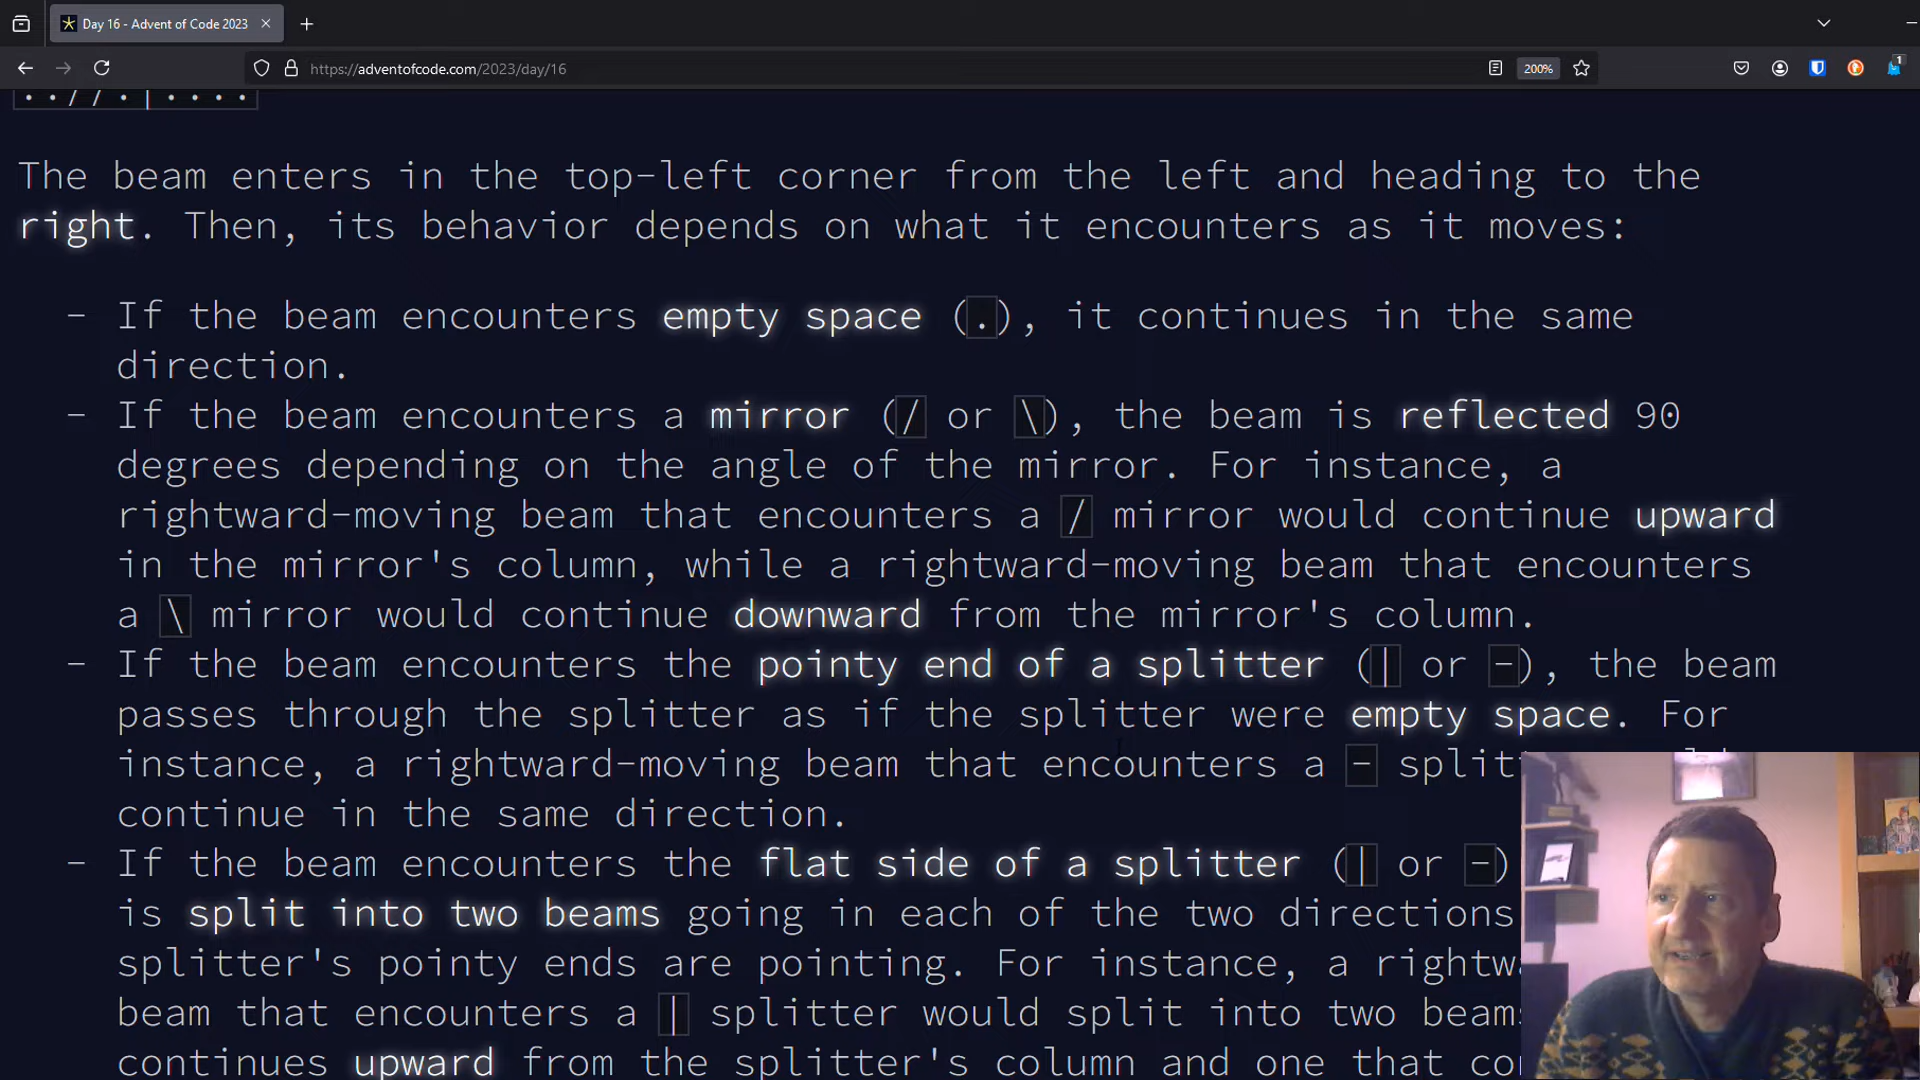 Day 16 - Advent of Code 2023
https://adventofcode.com/2023/day/16
200%
1
..//.|....
The beam enters in the top-left corner from the left and heading to the
right. Then, its behavior depends on what it encounters as it moves:
- If the beam encounters empty space (.), it continues in the same
direction.
- If the beam encounters a mirror (/ or \), the beam is reflected 90
degrees depending on the angle of the mirror. For instance, a
rightward-moving beam that encounters a / mirror would continue upward
in the mirror's column, while a rightward-moving beam that encounters
a \ mirror would continue downward from the mirror's column.
- If the beam encounters the pointy end of a splitter (| or -), the beam
passes through the splitter as if the splitter were empty space. For
instance, a rightward-moving beam that encounters a -
continue in the same direction.
- If the beam encounters the flat side of a splitter (| or -)
is split into two beams going in each of the two directions
splitter's pointy ends are pointing. For instance, a
beam that encounters a | splitter would split into two
continues upward from the splitter's column and one that